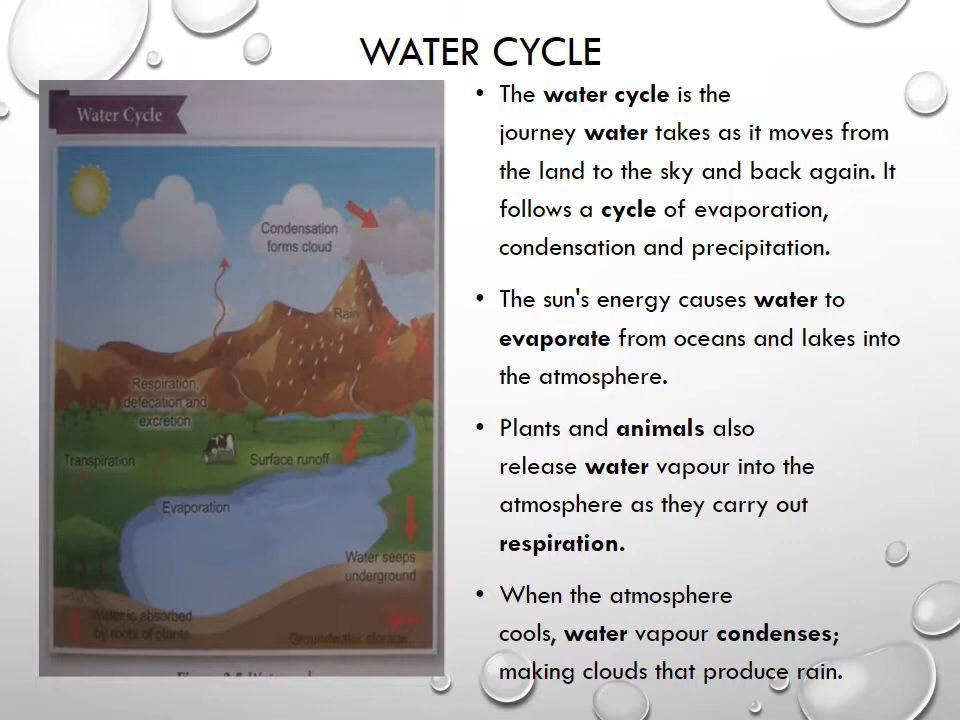 WATER CYCLE
Water Cycle
Condensation
forms cloud
Rain
Respiration,
defecation and
excretion
Transpiration
Surface runoff
Evaporation
Water seeps
underground
Water is absorbed
by roots of plants
Groundwater storage
• The water cycle is the
journey water takes as it moves from
the land to the sky and back again. It
follows a cycle of evaporation,
condensation and precipitation.
• The sun's energy causes water to
evaporate from oceans and lakes into
the atmosphere.
• Plants and animals also
release water vapour into the
atmosphere as they carry out
respiration.
• When the atmosphere
cools, water vapour condenses;
making clouds that produce rain.